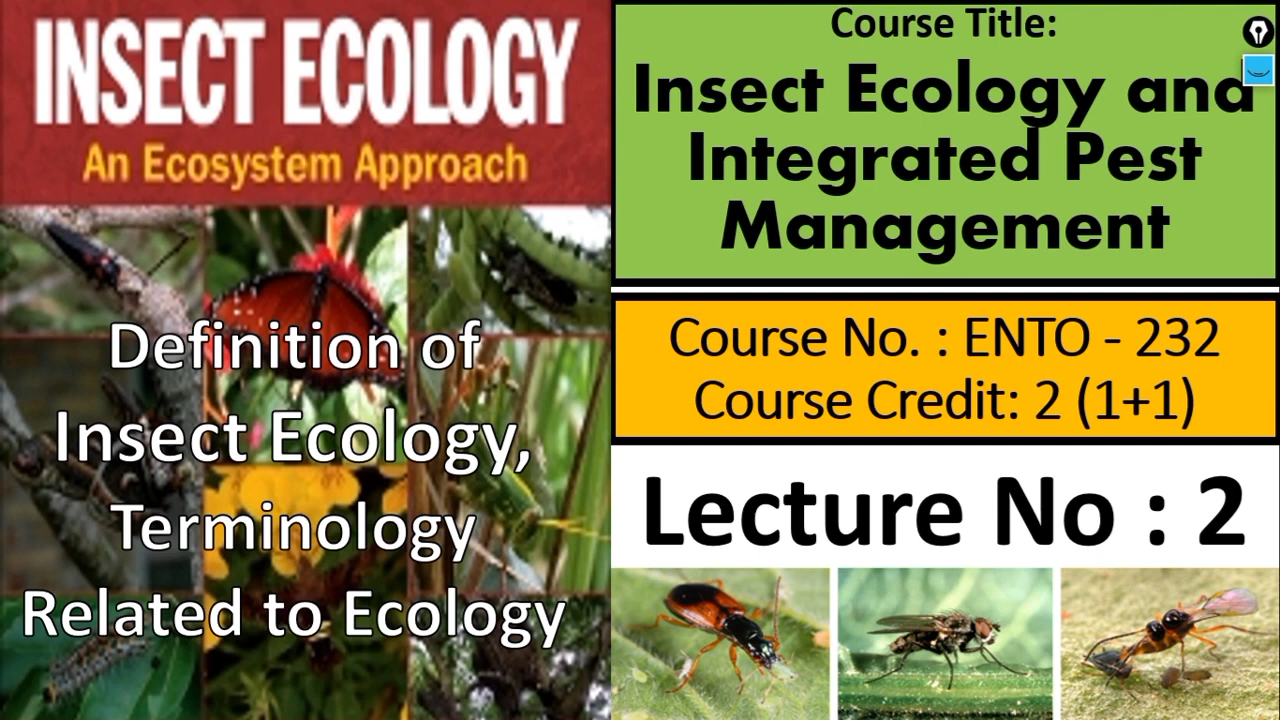 INSECT ECOLOGY
An Ecosystem Approach
Definition of
Insect Ecology,
Terminology
Related to Ecology
Course Title:
Insect Ecology and
Integrated Pest
Management
Course No. : ENTO - 232
Course Credit: 2 (1+1)
Lecture No : 2